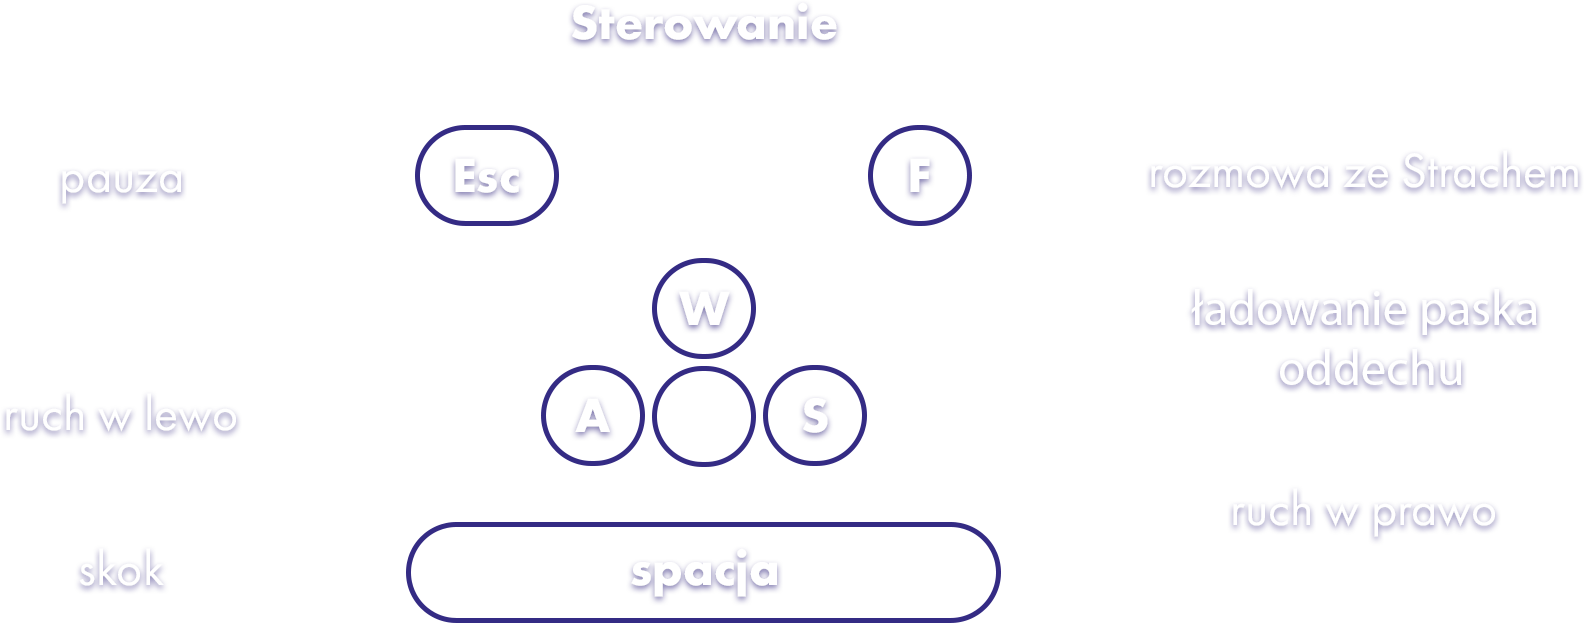 Sterowanie
pauza
Esc
F
rozmowa ze Strachem
W
ładowanie paska
oddechu
ruch w lewo
A
S
ruch w prawo
skok
spacja